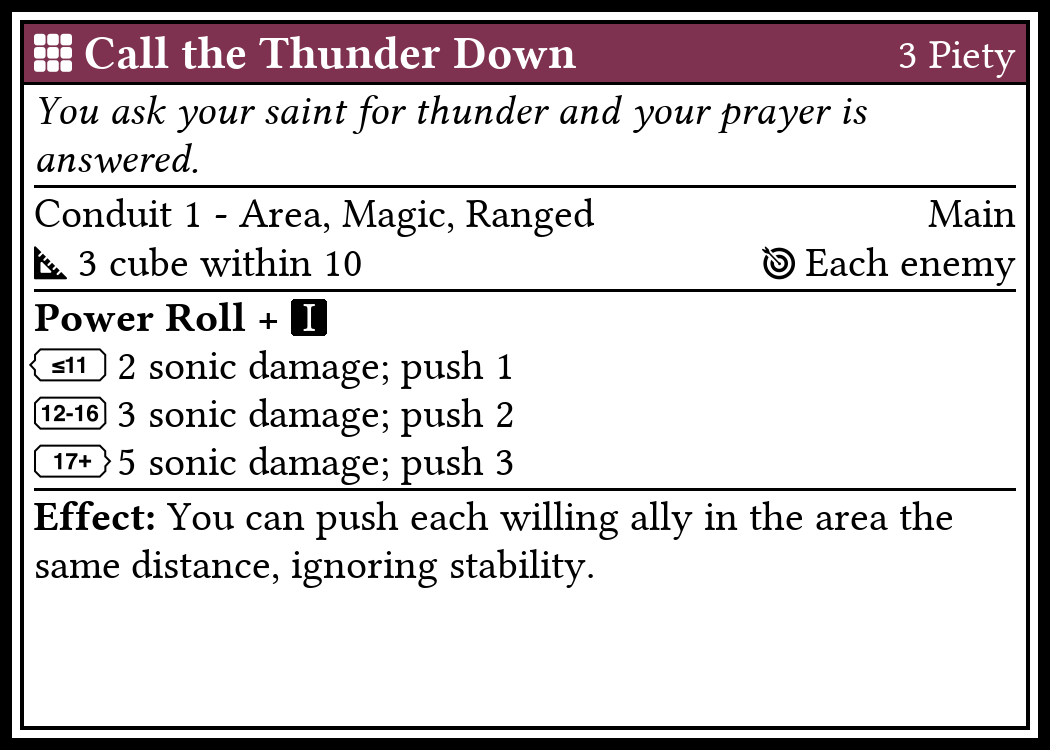 Call the Thunder Down 3 Piety
You ask your saint for thunder and your prayer is
answered.
Conduit 1 - Area, Magic, Ranged Main
3 cube within 10 Each enemy
Power Roll + I
≤11 2 sonic damage; push 1
12-16 3 sonic damage; push 2
17+ 5 sonic damage; push 3
Effect: You can push each willing ally in the area the
same distance, ignoring stability.